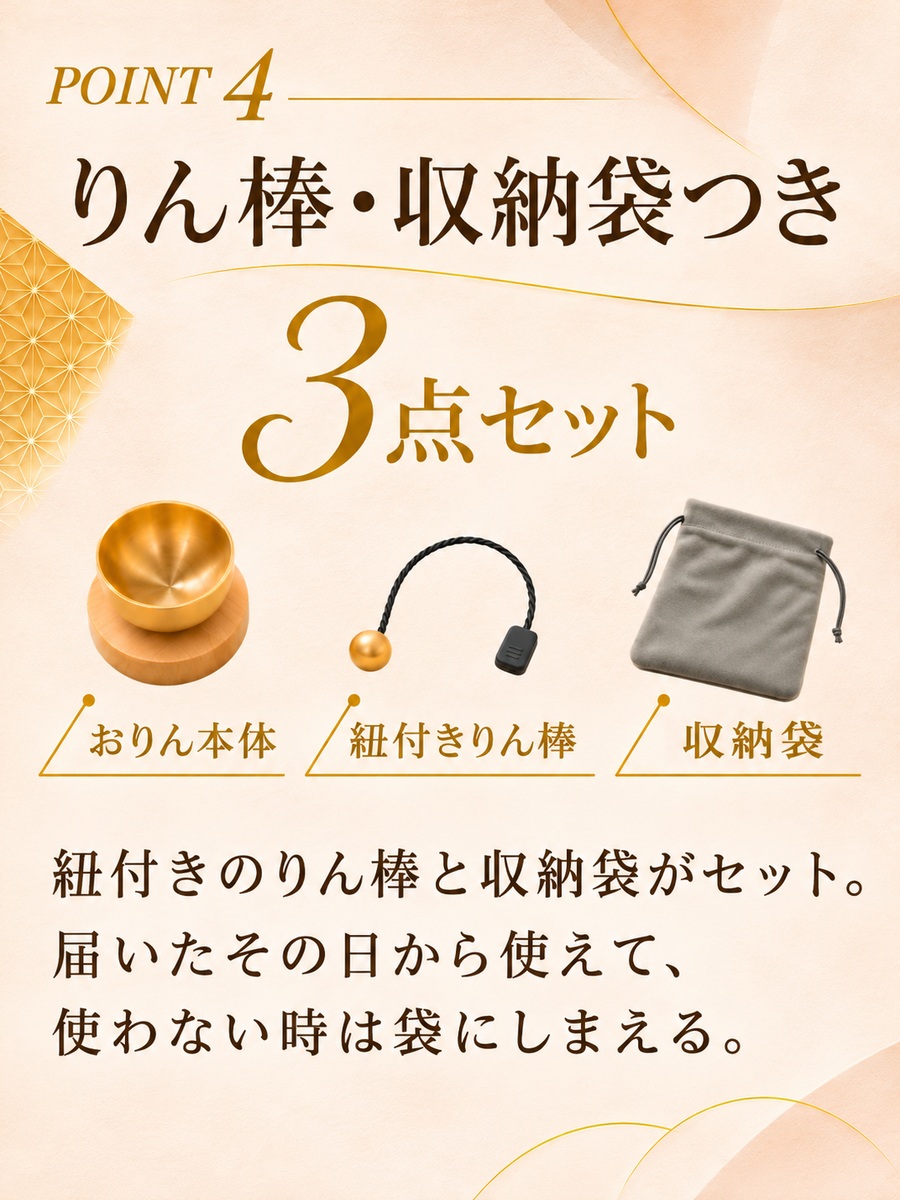 POINT 4
りん棒・収納袋つき
3点セット
おりん本体
紐付きりん棒
収納袋
紐付きのりん棒と収納袋がセット。
届いたその日から使えて、
使わない時は袋にしまえる。